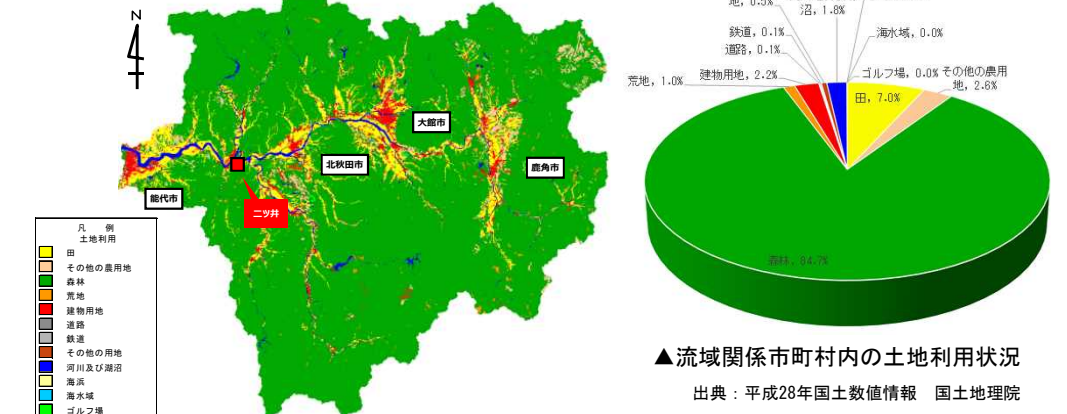 N
大館市
北秋田市
鹿角市
能代市
二ツ井
凡 例
土地利用
田
その他の農用地
森林
荒地
建物用地
道路
鉄道
その他の用地
河川及び湖沼
海浜
海水域
ゴルフ場
地, 0.5%
沼, 1.8%
鉄道, 0.1%
道路, 0.1%
海水域, 0.0%
荒地, 1.0%
建物用地, 2.2%
ゴルフ場, 0.0%
その他の農用
地, 2.6%
田, 7.0%
森林, 84.7%
▲流域関係市町村内の土地利用状況
出典：平成28年国土数値情報 国土地理院